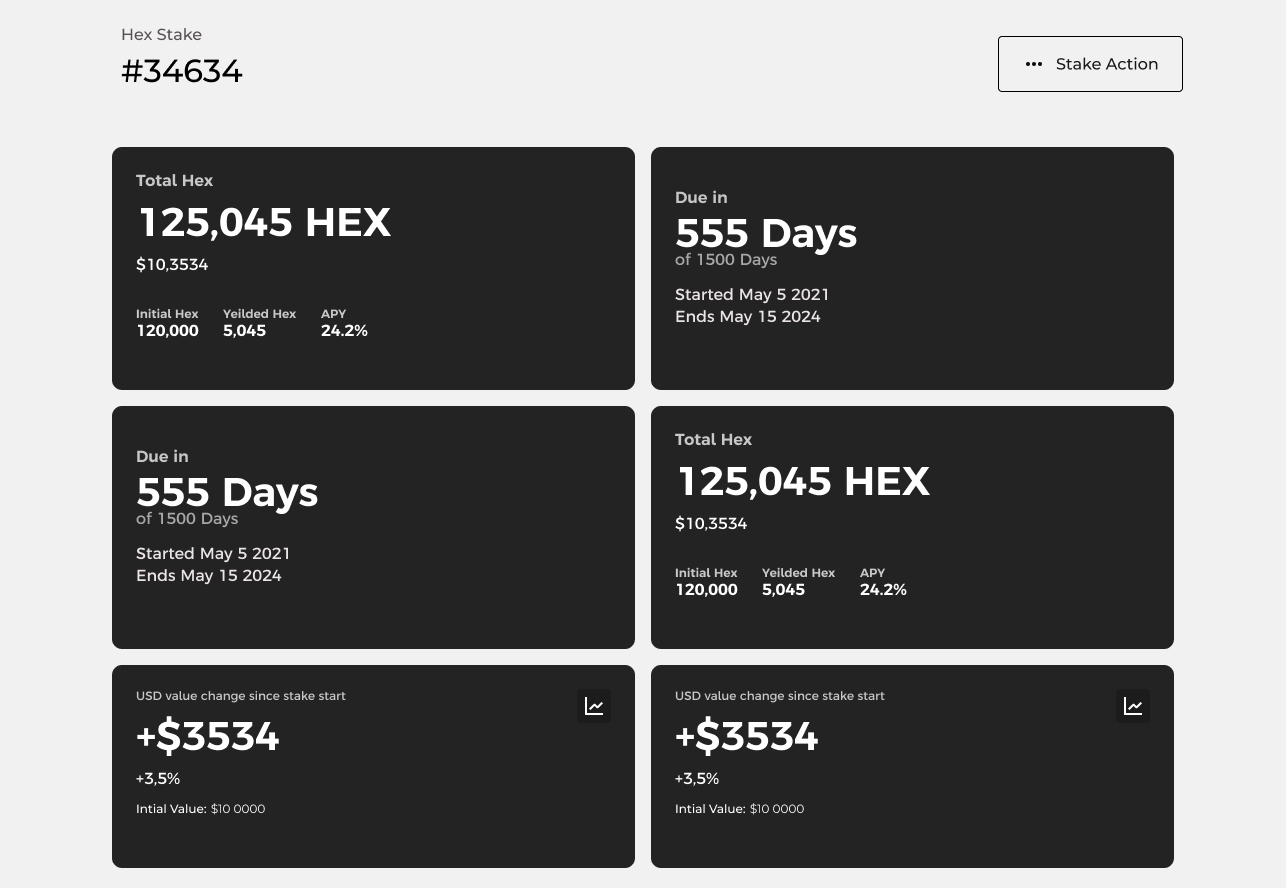 Hex Stake
#34634
••• Stake Action
Total Hex
125,045 HEX
$10,3534
Initial Hex Yeilded Hex APY
120,000 5,045 24.2%
Due in
555 Days
of 1500 Days
Started May 5 2021
Ends May 15 2024
Due in
555 Days
of 1500 Days
Started May 5 2021
Ends May 15 2024
Total Hex
125,045 HEX
$10,3534
Initial Hex Yeilded Hex APY
120,000 5,045 24.2%
USD value change since stake start
+$3534
+3,5%
Intial Value: $10 0000
USD value change since stake start
+$3534
+3,5%
Intial Value: $10 0000